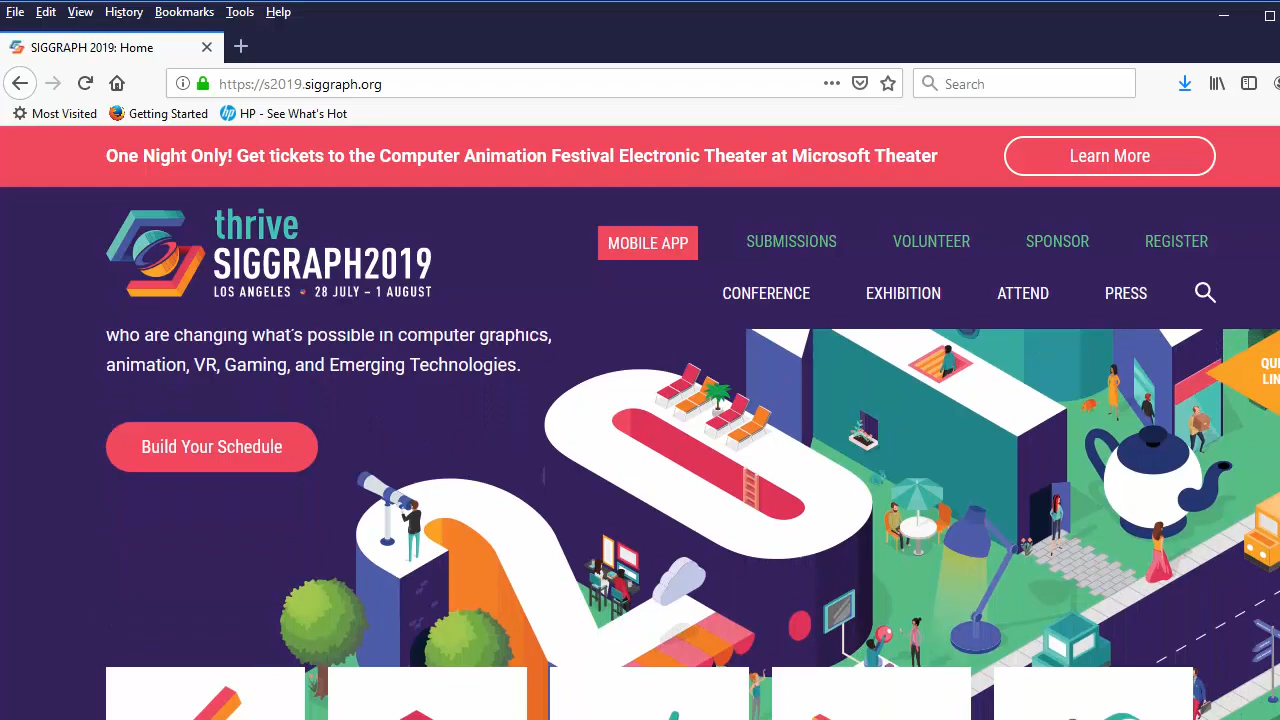 File Edit View History Bookmarks Tools Help
SIGGRAPH 2019: Home
https://s2019.siggraph.org
Search
Most Visited Getting Started HP - See What's Hot
One Night Only! Get tickets to the Computer Animation Festival Electronic Theater at Microsoft Theater
Learn More
thrive
SIGGRAPH2019
LOS ANGELES • 28 JULY – 1 AUGUST
MOBILE APP SUBMISSIONS VOLUNTEER SPONSOR REGISTER
CONFERENCE EXHIBITION ATTEND PRESS
who are changing what's possible in computer graphics,
animation, VR, Gaming, and Emerging Technologies.
Build Your Schedule